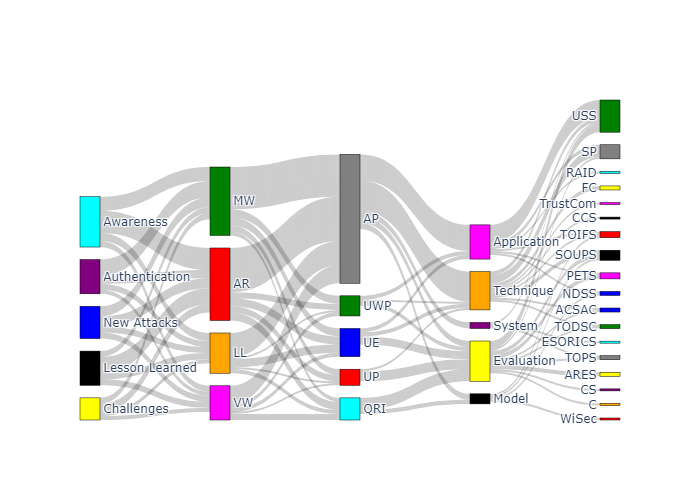 Awareness
Authentication
New Attacks
Lesson Learned
Challenges
MW
AR
LL
VW
AP
UWP
UE
UP
QRI
Application
Technique
System
Evaluation
Model
USS
SP
RAID
FC
TrustCom
CCS
TOIFS
SOUPS
PETS
NDSS
ACSAC
TODSC
ESORICS
TOPS
ARES
CS
C
WiSec